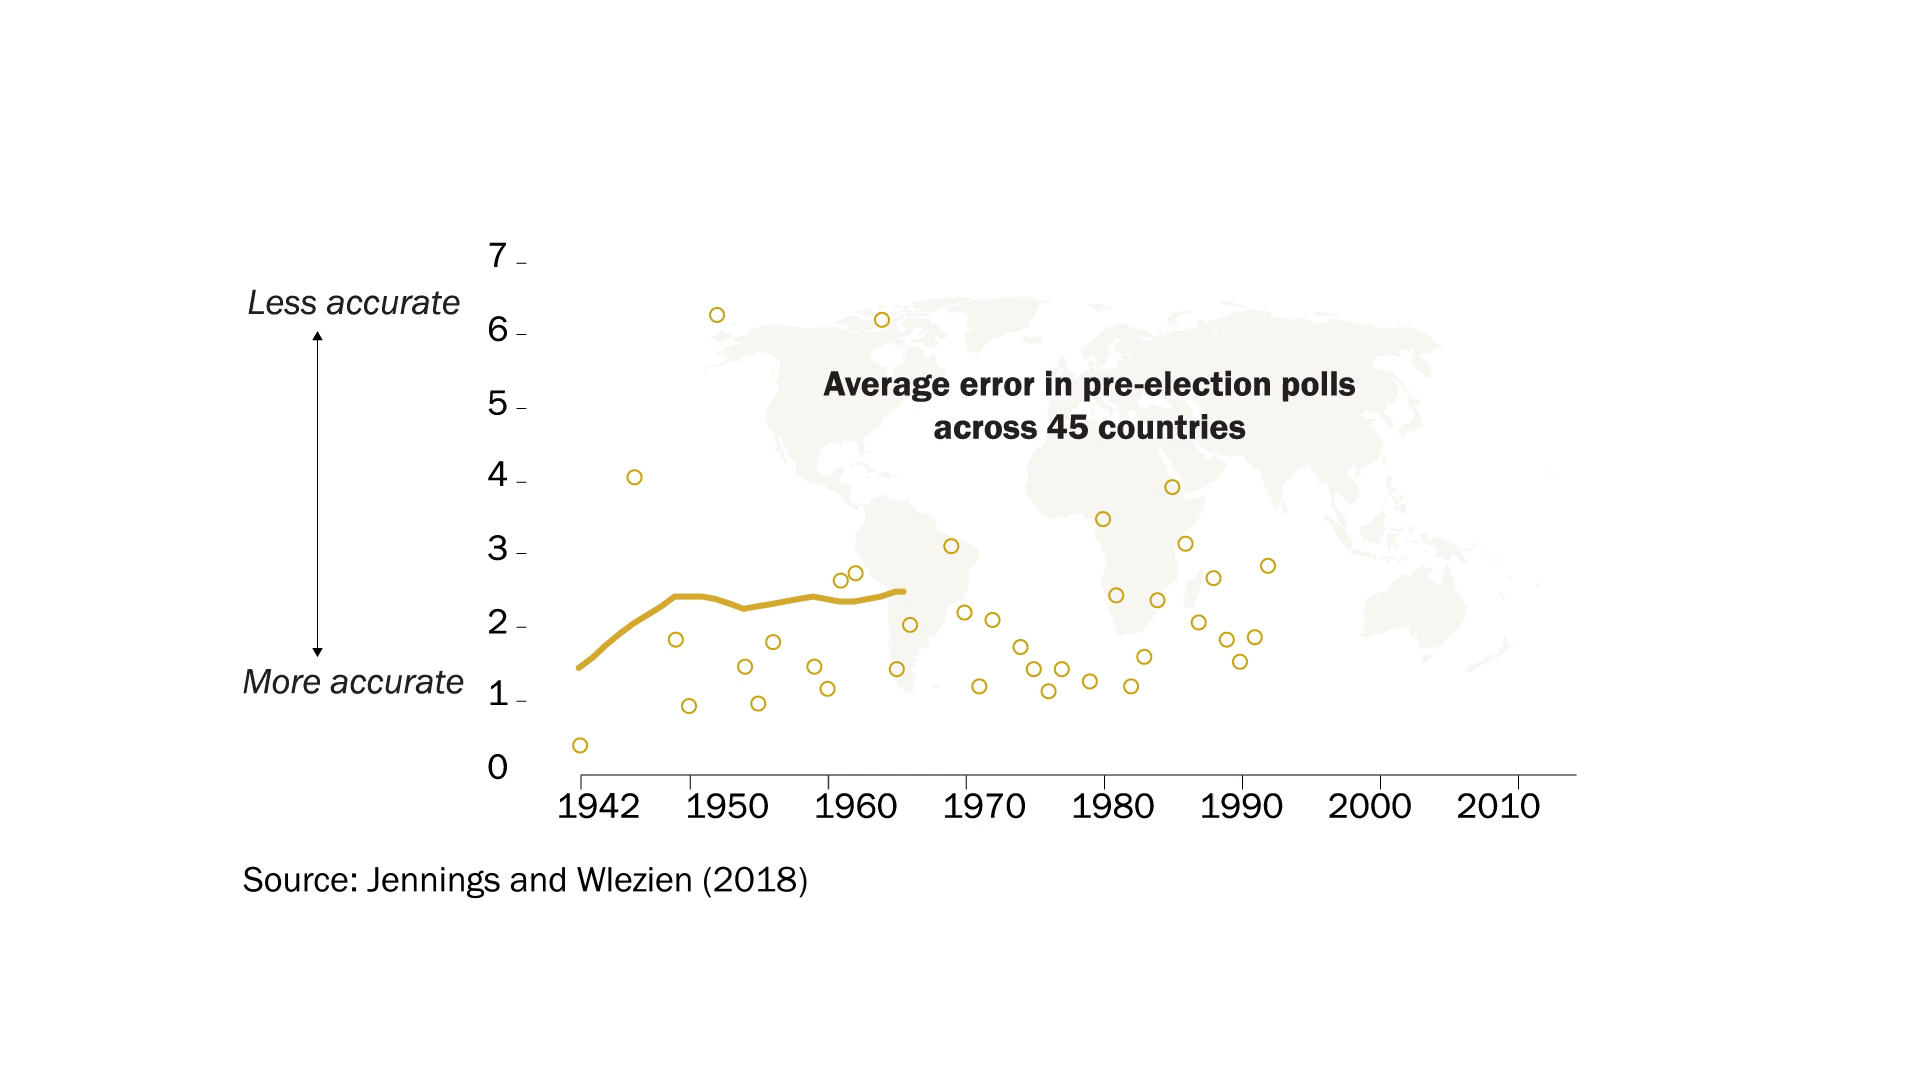 7
Less accurate
6
Average error in pre-election polls
5
across 45 countries
4
3
2
More accurate
1
0
1942 1950 1960 1970 1980 1990 2000 2010
Source: Jennings and Wlezien (2018)